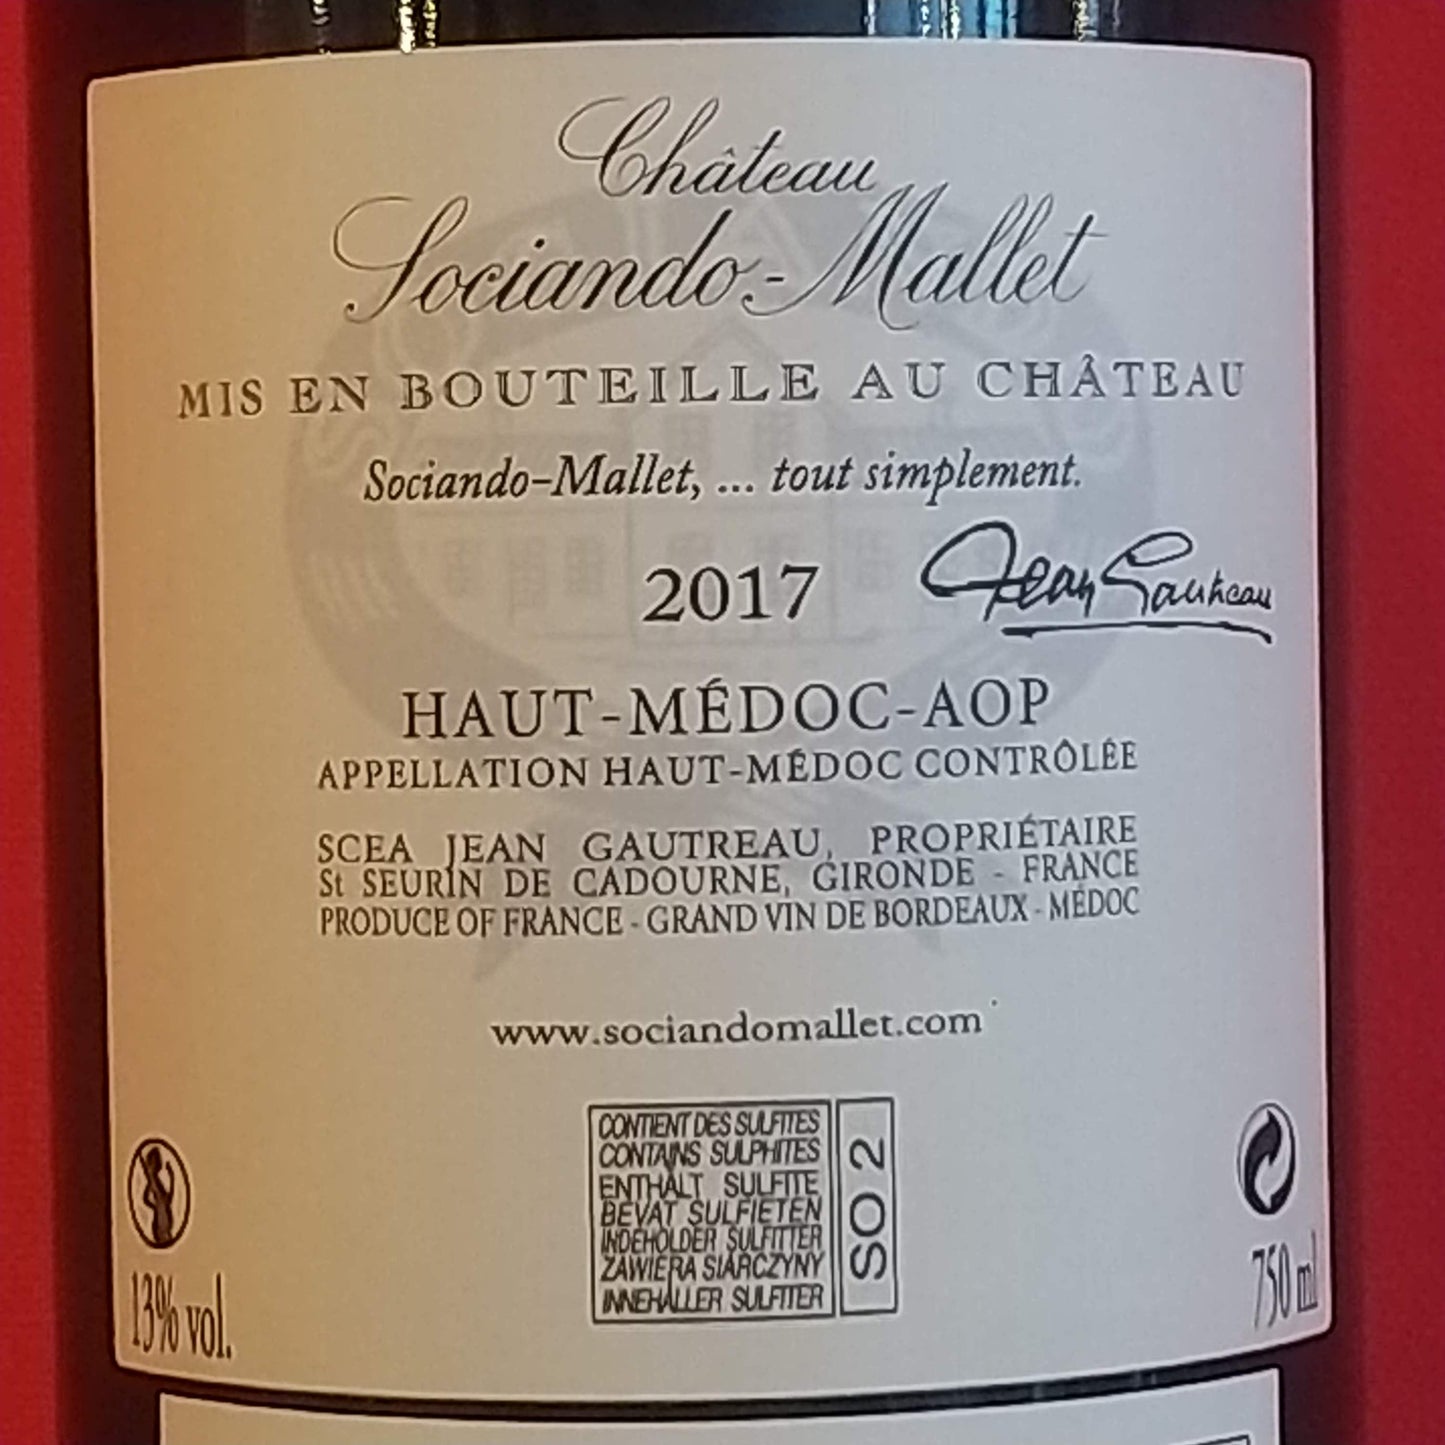 Château
Sociando-Mallet
MIS EN BOUTEILLE AU CHÂTEAU
Sociando-Mallet, ... tout simplement.
2017
Jean Gautreau
HAUT-MÉDOC-AOP
APPELLATION HAUT-MÉDOC CONTRÔLÉE
SCEA JEAN GAUTREAU, PROPRIÉTAIRE
St SEURIN DE CADOURNE, GIRONDE - FRANCE
PRODUCE OF FRANCE - GRAND VIN DE BORDEAUX - MÉDOC
www.sociandomallet.com
CONTIENT DES SULFITES
CONTAINS SULPHITES
ENTHÄLT SULFITE
BEVAT SULFIETEN
INDEHOLDER SULFITTER
ZAWIERA SIARCZYNY
INNEHALLER SULFITER
SO2
13% vol.
750 ml